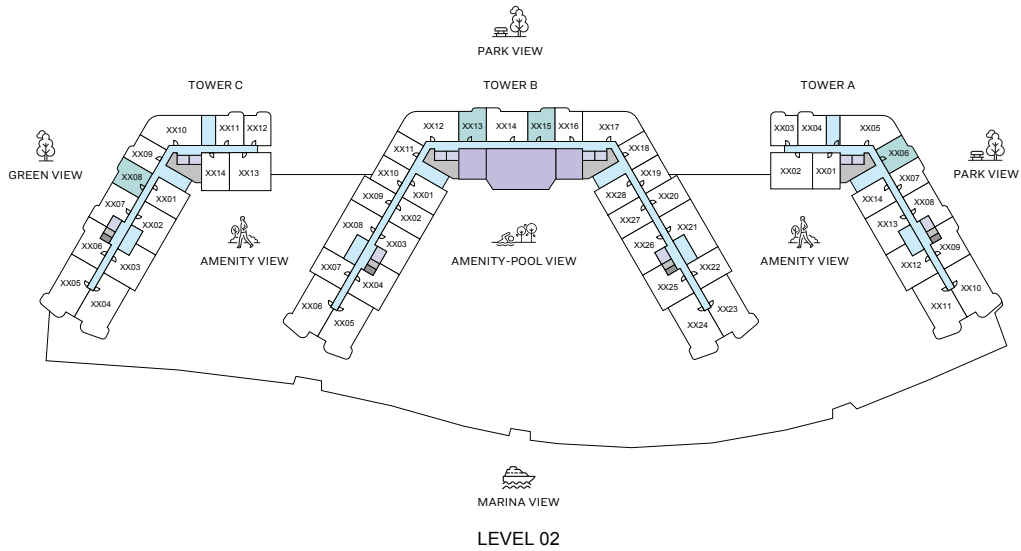 PARK VIEW
TOWER C
TOWER B
TOWER A
GREEN VIEW
PARK VIEW
XX10
XX11
XX12
XX09
XX14
XX13
XX08
XX01
XX07
XX02
XX06
XX03
XX05
XX04
AMENITY VIEW
XX12
XX13
XX14
XX15
XX16
XX17
XX11
XX18
XX10
XX01
XX19
XX28
XX09
XX02
XX20
XX27
XX08
XX03
XX21
XX26
XX07
XX04
XX22
XX25
XX06
XX05
XX23
XX24
AMENITY-POOL VIEW
XX03
XX04
XX05
XX06
XX02
XX01
XX07
XX14
XX08
XX13
XX09
XX12
XX10
XX11
AMENITY VIEW
MARINA VIEW
LEVEL 02